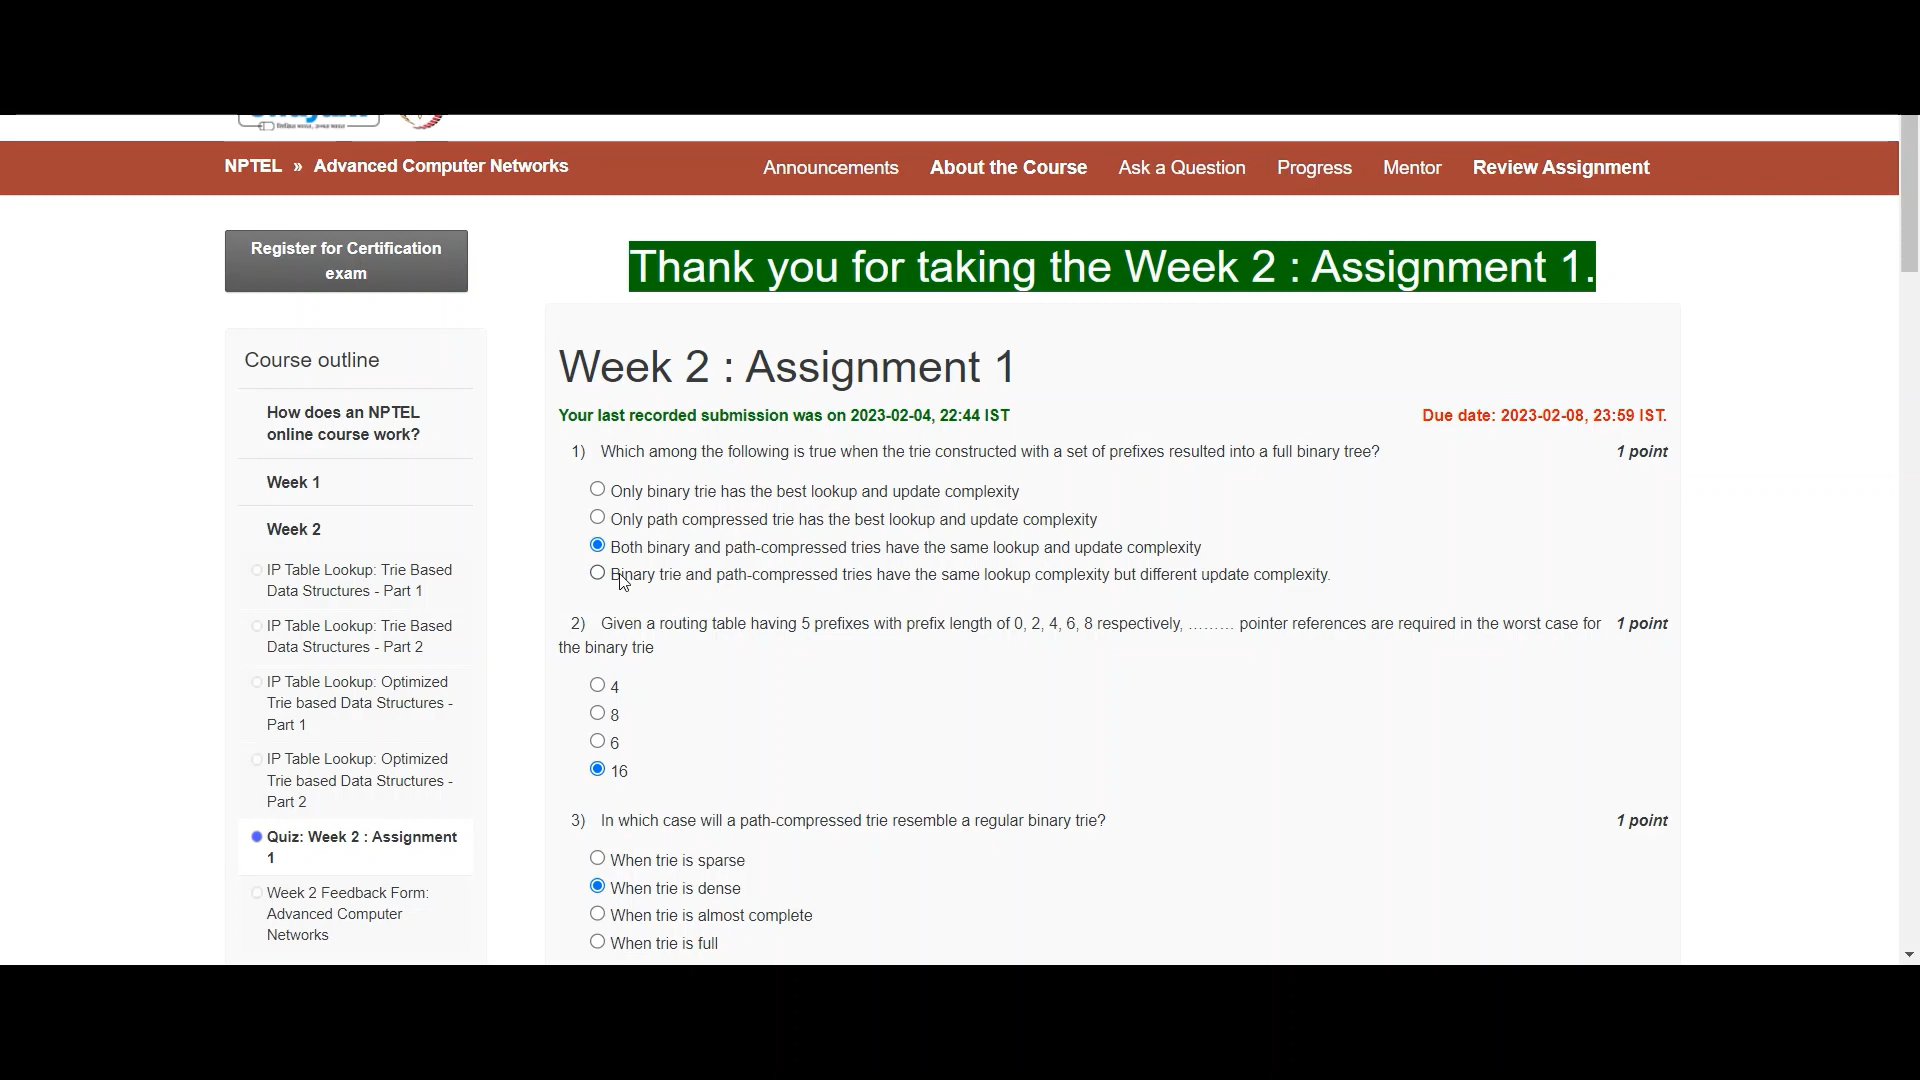 NPTEL » Advanced Computer Networks
Announcements About the Course Ask a Question Progress Mentor Review Assignment
Register for Certification
exam
Course outline
How does an NPTEL
online course work?
Week 1
Week 2
IP Table Lookup: Trie Based
Data Structures - Part 1
IP Table Lookup: Trie Based
Data Structures - Part 2
IP Table Lookup: Optimized
Trie based Data Structures -
Part 1
IP Table Lookup: Optimized
Trie based Data Structures -
Part 2
Quiz: Week 2 : Assignment
1
Week 2 Feedback Form:
Advanced Computer
Networks
Thank you for taking the Week 2 : Assignment 1.
Week 2 : Assignment 1
Your last recorded submission was on 2023-02-04, 22:44 IST Due date: 2023-02-08, 23:59 IST.
1) Which among the following is true when the trie constructed with a set of prefixes resulted into a full binary tree? 1 point
Only binary trie has the best lookup and update complexity
Only path compressed trie has the best lookup and update complexity
Both binary and path-compressed tries have the same lookup and update complexity
Binary trie and path-compressed tries have the same lookup complexity but different update complexity.
2) Given a routing table having 5 prefixes with prefix length of 0, 2, 4, 6, 8 respectively, ......... pointer references are required in the worst case for 1 point
the binary trie
4
8
6
16
3) In which case will a path-compressed trie resemble a regular binary trie? 1 point
When trie is sparse
When trie is dense
When trie is almost complete
When trie is full